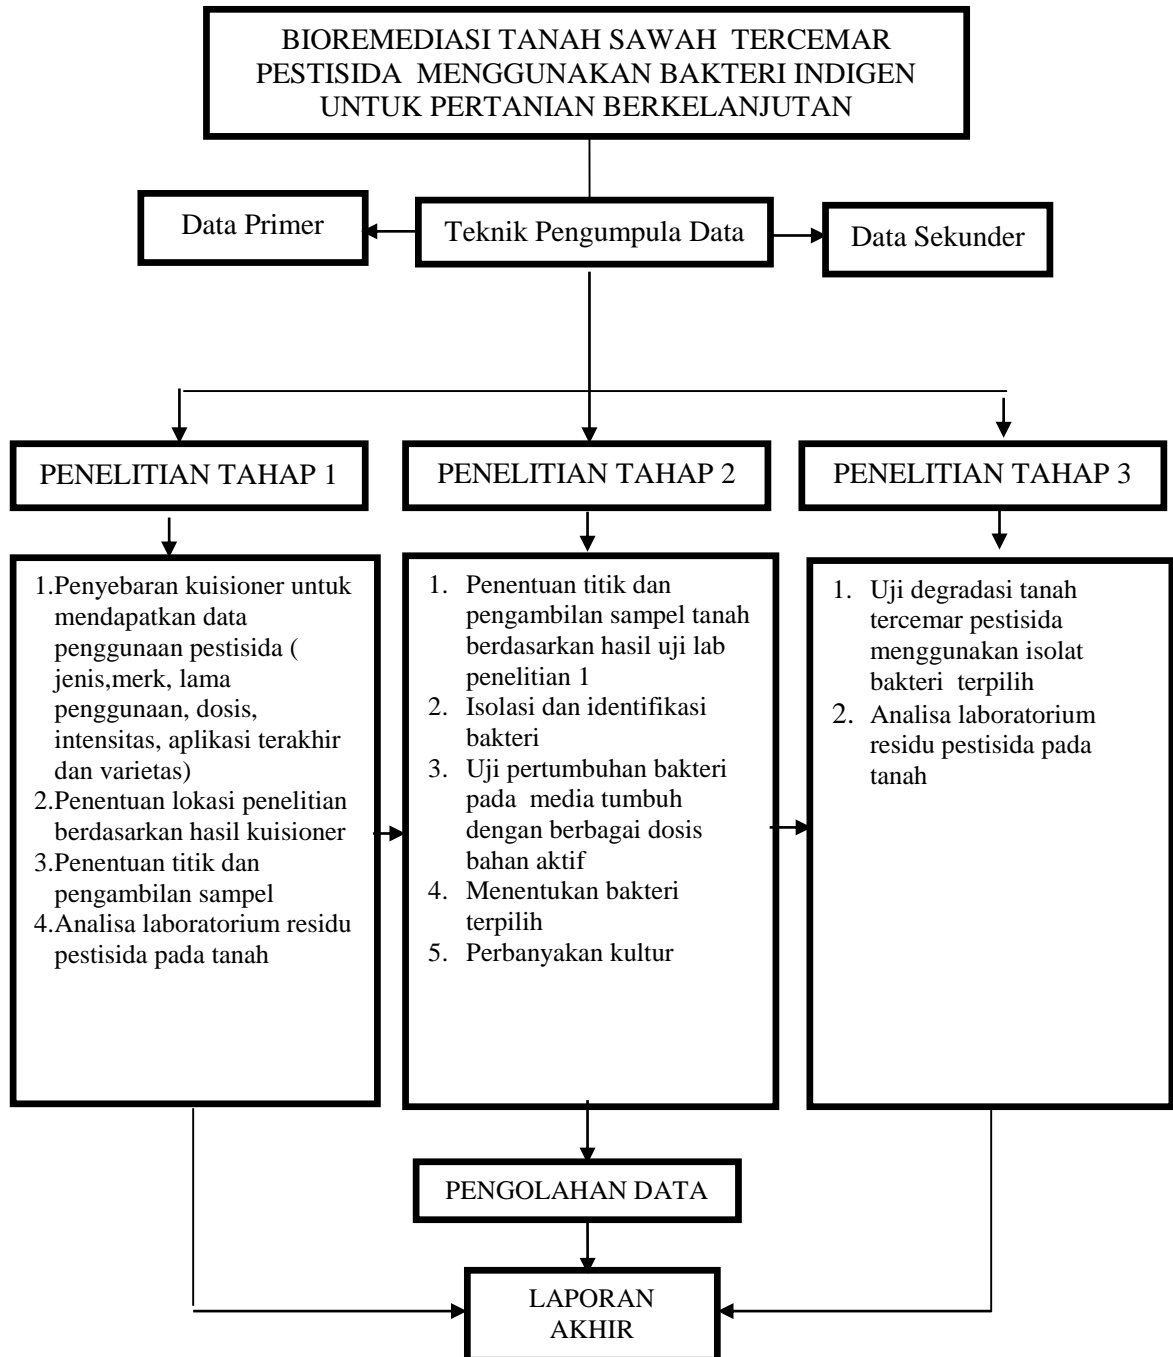 BIOREMEDIASI TANAH SAWAH TERCEMAR
PESTISIDA MENGGUNAKAN BAKTERI INDIGEN
UNTUK PERTANIAN BERKELANJUTAN
Data Primer
Teknik Pengumpula Data
Data Sekunder
PENELITIAN TAHAP 1
PENELITIAN TAHAP 2
PENELITIAN TAHAP 3
1.Penyebaran kuisioner untuk
mendapatkan data
penggunaan pestisida (
jenis,merk, lama
penggunaan, dosis,
intensitas, aplikasi terakhir
dan varietas)
2.Penentuan lokasi penelitian
berdasarkan hasil kuisioner
3.Penentuan titik dan
pengambilan sampel
4.Analisa laboratorium residu
pestisida pada tanah
1. Penentuan titik dan
pengambilan sampel tanah
berdasarkan hasil uji lab
penelitian 1
2. Isolasi dan identifikasi
bakteri
3. Uji pertumbuhan bakteri
pada media tumbuh
dengan berbagai dosis
bahan aktif
4. Menentukan bakteri
terpilih
5. Perbanyakan kultur
1. Uji degradasi tanah
tercemar pestisida
menggunakan isolat
bakteri terpilih
2. Analisa laboratorium
residu pestisida pada
tanah
PENGOLAHAN DATA
LAPORAN
AKHIR